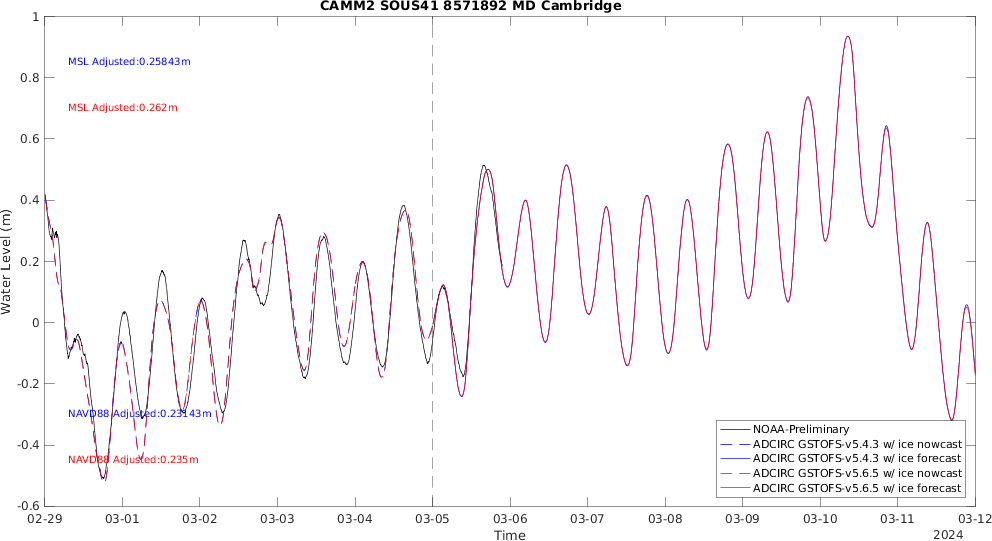 CAMM2 SOUS41 8571892 MD Cambridge
1
0.8
0.6
0.4
0.2
0
-0.2
-0.4
-0.6
Water Level (m)
MSL Adjusted:0.25843m
MSL Adjusted:0.262m
NAVD88 Adjusted:0.23143m
NAVD88 Adjusted:0.235m
NOAA-Preliminary
ADCIRC GSTOFS-v5.4.3 w/ ice nowcast
ADCIRC GSTOFS-v5.4.3 w/ ice forecast
ADCIRC GSTOFS-v5.6.5 w/ ice nowcast
ADCIRC GSTOFS-v5.6.5 w/ ice forecast
02-29 03-01 03-02 03-03 03-04 03-05 03-06 03-07 03-08 03-09 03-10 03-11 03-12
Time
2024